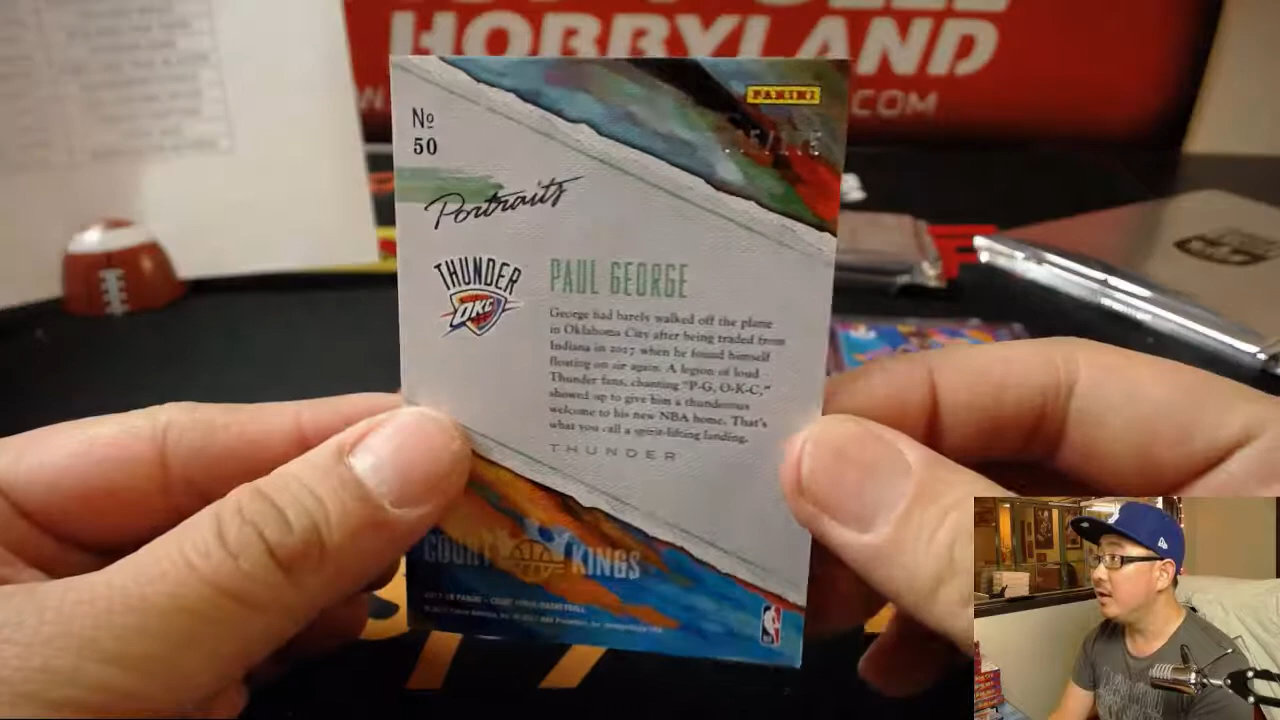 HOBBYLAND
.COM
PANINI
No
50
Portraits
THUNDER
OKC
PAUL GEORGE
George had barely walked off the plane
in Oklahoma City after being traded from
Indiana in 2017 when he found himself
floating on air again. A legion of loud
Thunder fans, chanting "P-G, O-K-C,"
showed up to give him a thunderous
welcome to his new NBA home. That's
what you call a spirit-lifting landing.
THUNDER
COURT KINGS